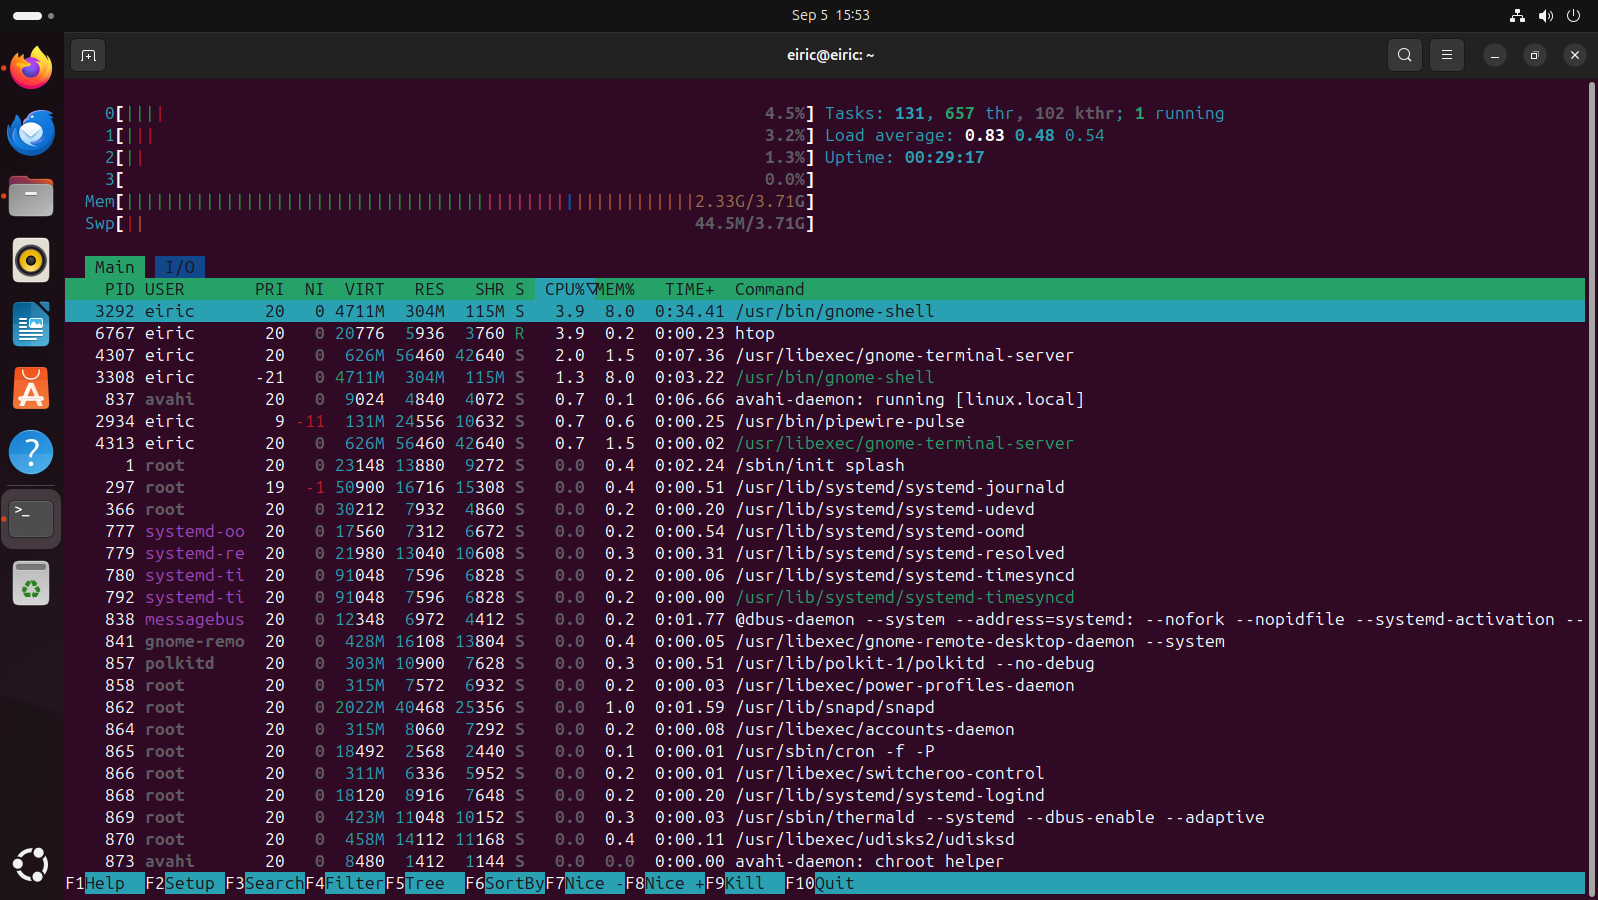 Sep 5 15:53
eiric@eiric: ~
0[|||| 4.5%] Tasks: 131, 657 thr, 102 kthr; 1 running
1[||| 3.2%] Load average: 0.83 0.48 0.54
2[|| 1.3%] Uptime: 00:29:17
3[ 0.0%]
Mem[|||||||||||||||||||||||||||||||||||||||||||||||||||||||||2.33G/3.71G]
Swp[|| 44.5M/3.71G]
Main I/O
PID USER PRI NI VIRT RES SHR S CPU%▽MEM% TIME+ Command
3292 eiric 20 0 4711M 304M 115M S 3.9 8.0 0:34.41 /usr/bin/gnome-shell
6767 eiric 20 0 20776 5936 3760 R 3.9 0.2 0:00.23 htop
4307 eiric 20 0 626M 56460 42640 S 2.0 1.5 0:07.36 /usr/libexec/gnome-terminal-server
3308 eiric -21 0 4711M 304M 115M S 1.3 8.0 0:03.22 /usr/bin/gnome-shell
837 avahi 20 0 9024 4840 4072 S 0.7 0.1 0:06.66 avahi-daemon: running [linux.local]
2934 eiric 9 -11 131M 24556 10632 S 0.7 0.6 0:00.25 /usr/bin/pipewire-pulse
4313 eiric 20 0 626M 56460 42640 S 0.7 1.5 0:00.02 /usr/libexec/gnome-terminal-server
1 root 20 0 23148 13880 9272 S 0.0 0.4 0:02.24 /sbin/init splash
297 root 19 -1 50900 16716 15308 S 0.0 0.4 0:00.51 /usr/lib/systemd/systemd-journald
366 root 20 0 30212 7932 4860 S 0.0 0.2 0:00.20 /usr/lib/systemd/systemd-udevd
777 systemd-oo 20 0 17560 7312 6672 S 0.0 0.2 0:00.54 /usr/lib/systemd/systemd-oomd
779 systemd-re 20 0 21980 13040 10608 S 0.0 0.3 0:00.31 /usr/lib/systemd/systemd-resolved
780 systemd-ti 20 0 91048 7596 6828 S 0.0 0.2 0:00.06 /usr/lib/systemd/systemd-timesyncd
792 systemd-ti 20 0 91048 7596 6828 S 0.0 0.2 0:00.00 /usr/lib/systemd/systemd-timesyncd
838 messagebus 20 0 12348 6972 4412 S 0.0 0.2 0:01.77 @dbus-daemon --system --address=systemd: --nofork --nopidfile --systemd-activation --
841 gnome-remo 20 0 428M 16108 13804 S 0.0 0.4 0:00.05 /usr/libexec/gnome-remote-desktop-daemon --system
857 polkitd 20 0 303M 10900 7628 S 0.0 0.3 0:00.51 /usr/lib/polkit-1/polkitd --no-debug
858 root 20 0 315M 7572 6932 S 0.0 0.2 0:00.03 /usr/libexec/power-profiles-daemon
862 root 20 0 2022M 40468 25356 S 0.0 1.0 0:01.59 /usr/lib/snapd/snapd
864 root 20 0 315M 8060 7292 S 0.0 0.2 0:00.08 /usr/libexec/accounts-daemon
865 root 20 0 18492 2568 2440 S 0.0 0.1 0:00.01 /usr/sbin/cron -f -P
866 root 20 0 311M 6336 5952 S 0.0 0.2 0:00.01 /usr/libexec/switcheroo-control
868 root 20 0 18120 8916 7648 S 0.0 0.2 0:00.20 /usr/lib/systemd/systemd-logind
869 root 20 0 423M 11048 10152 S 0.0 0.3 0:00.03 /usr/sbin/thermald --systemd --dbus-enable --adaptive
870 root 20 0 458M 14112 11168 S 0.0 0.4 0:00.11 /usr/libexec/udisks2/udisksd
873 avahi 20 0 8480 1412 1144 S 0.0 0.0 0:00.00 avahi-daemon: chroot helper
F1Help F2Setup F3SearchF4FilterF5Tree F6SortByF7Nice -F8Nice +F9Kill F10Quit